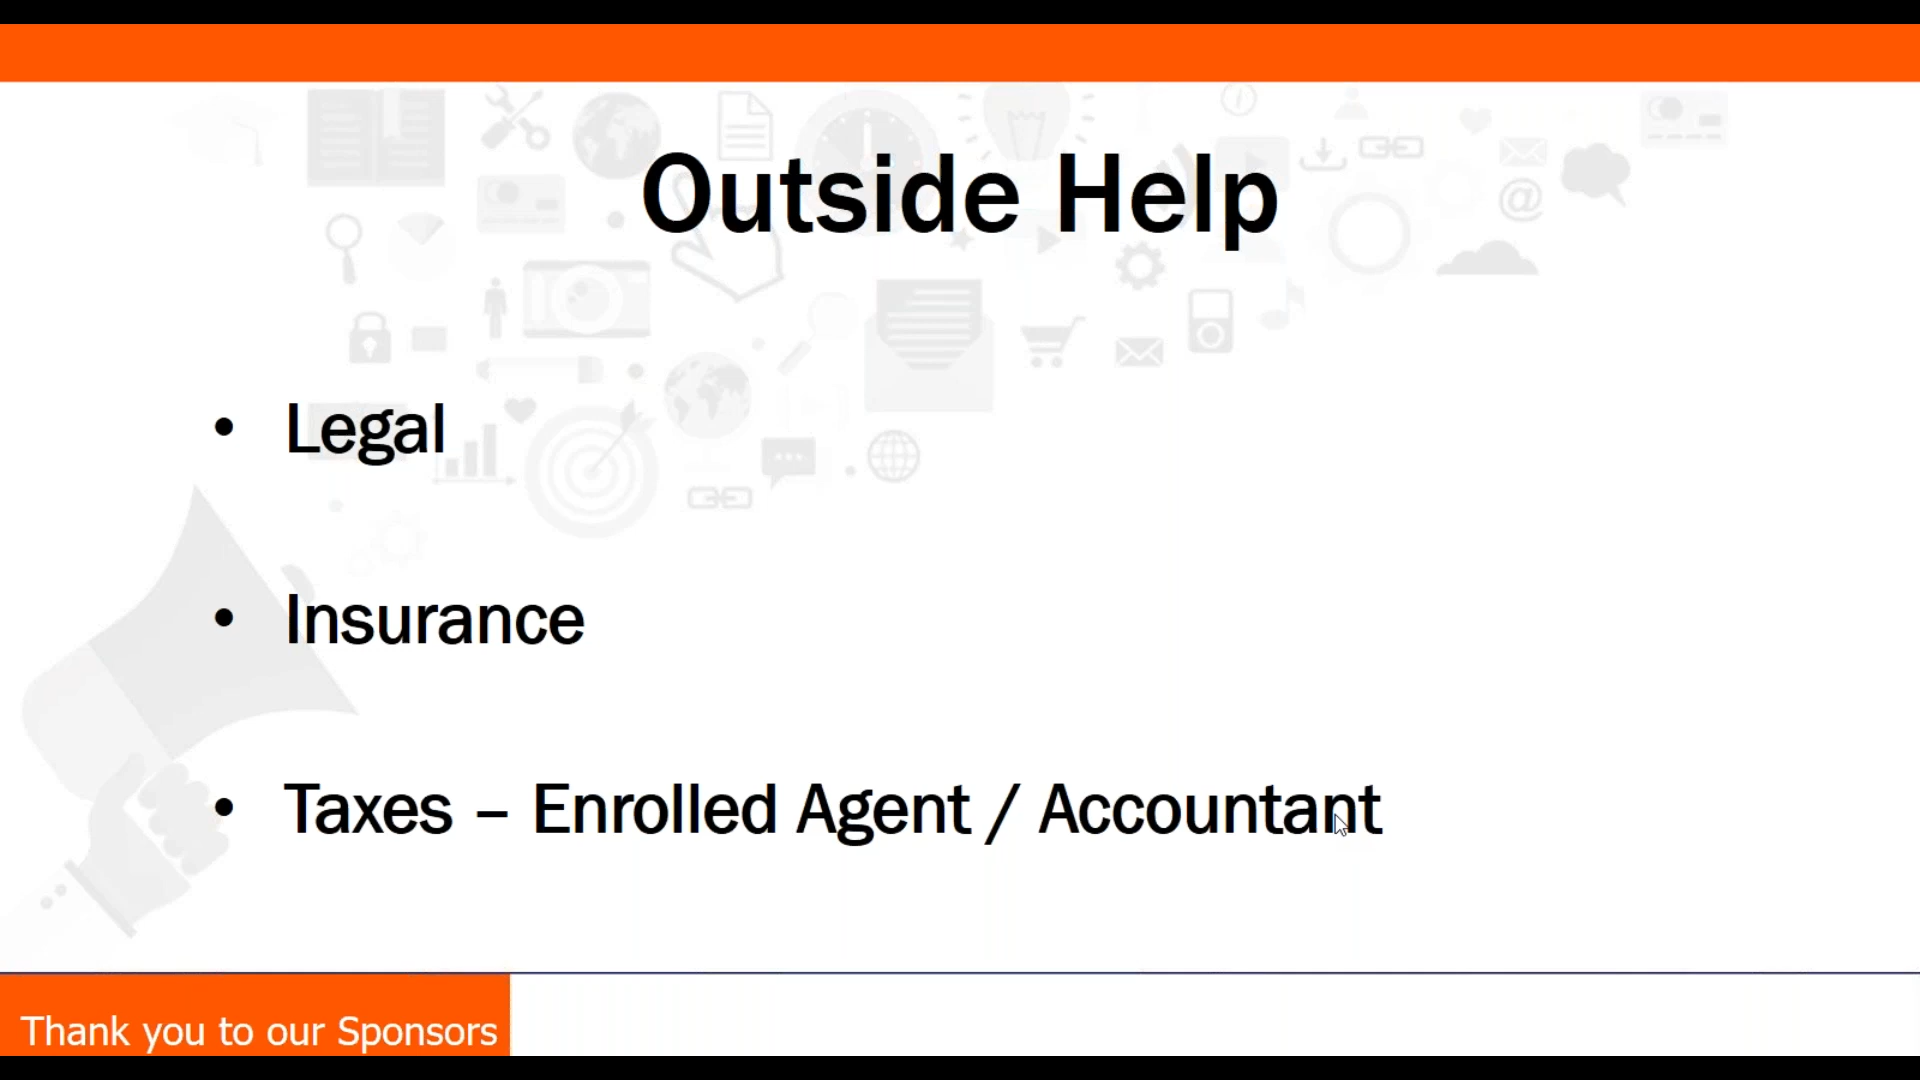 Outside Help
• Legal
• Insurance
• Taxes – Enrolled Agent / Accountant
Thank you to our Sponsors